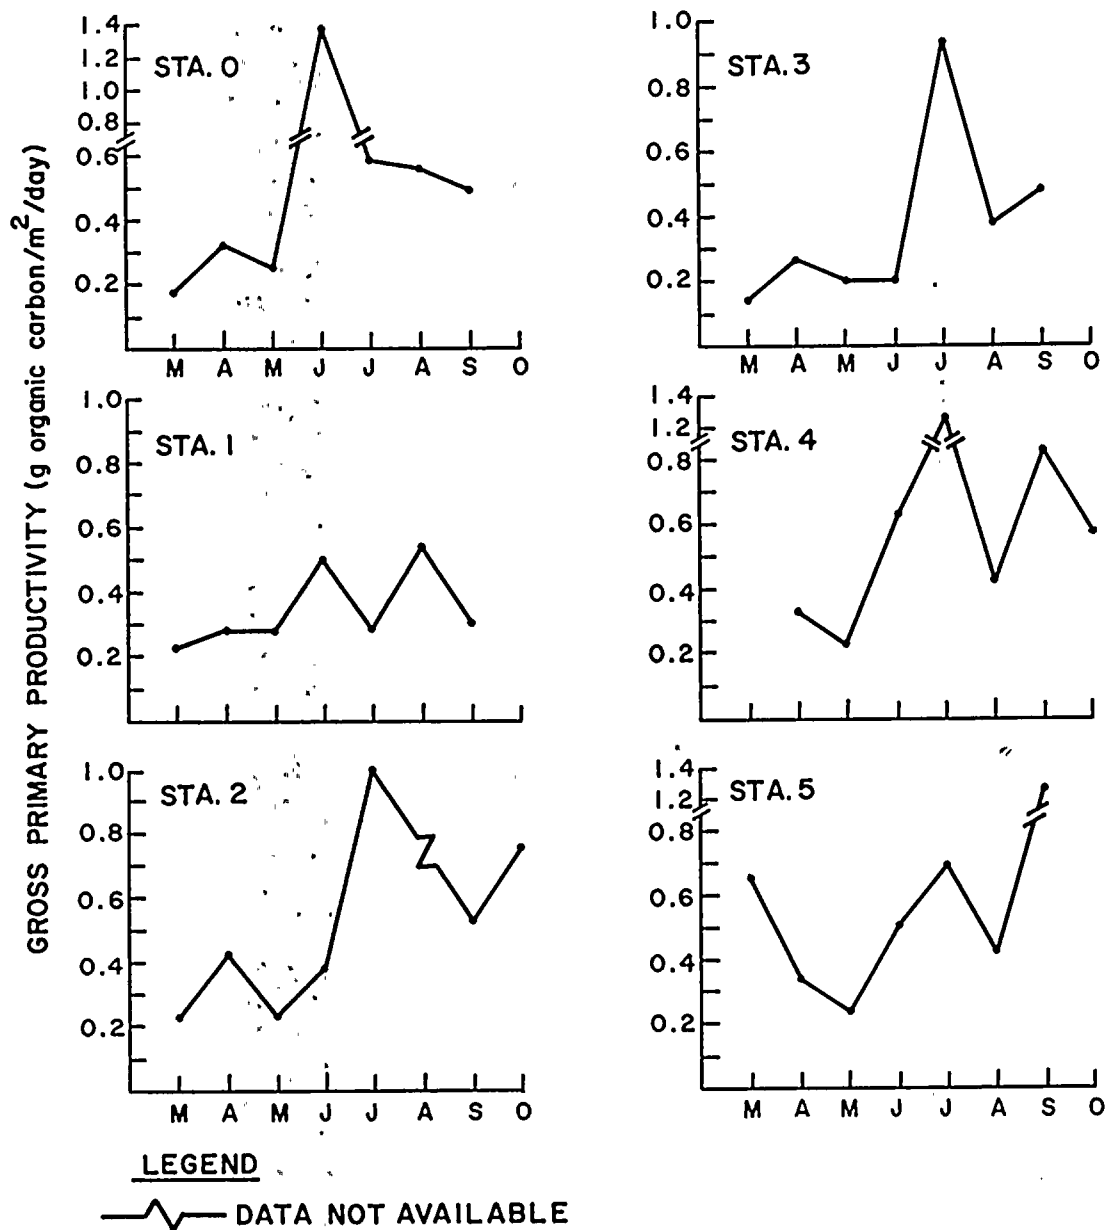 GROSS PRIMARY PRODUCTIVITY (g organic carbon/m²/day)
STA. 0
1.4
1.2
1.0
0.8
0.6
0.4
0.2
M A M J J A S O
STA. 1
1.0
0.8
0.6
0.4
0.2
STA. 2
1.0
0.8
0.6
0.4
0.2
M A M J J A S O
STA. 3
1.0
0.8
0.6
0.4
0.2
M A M J J A S O
STA. 4
1.4
1.2
0.8
0.6
0.4
0.2
STA. 5
1.4
1.2
0.8
0.6
0.4
0.2
M A M J J A S O
LEGEND
DATA NOT AVAILABLE